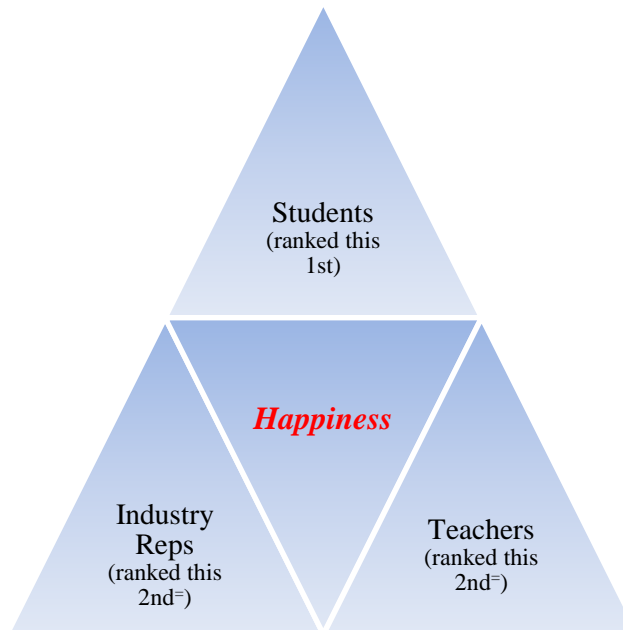 Students
(ranked this
1st)
Happiness
Industry
Reps
(ranked this
2nd⁼)
Teachers
(ranked this
2nd⁼)